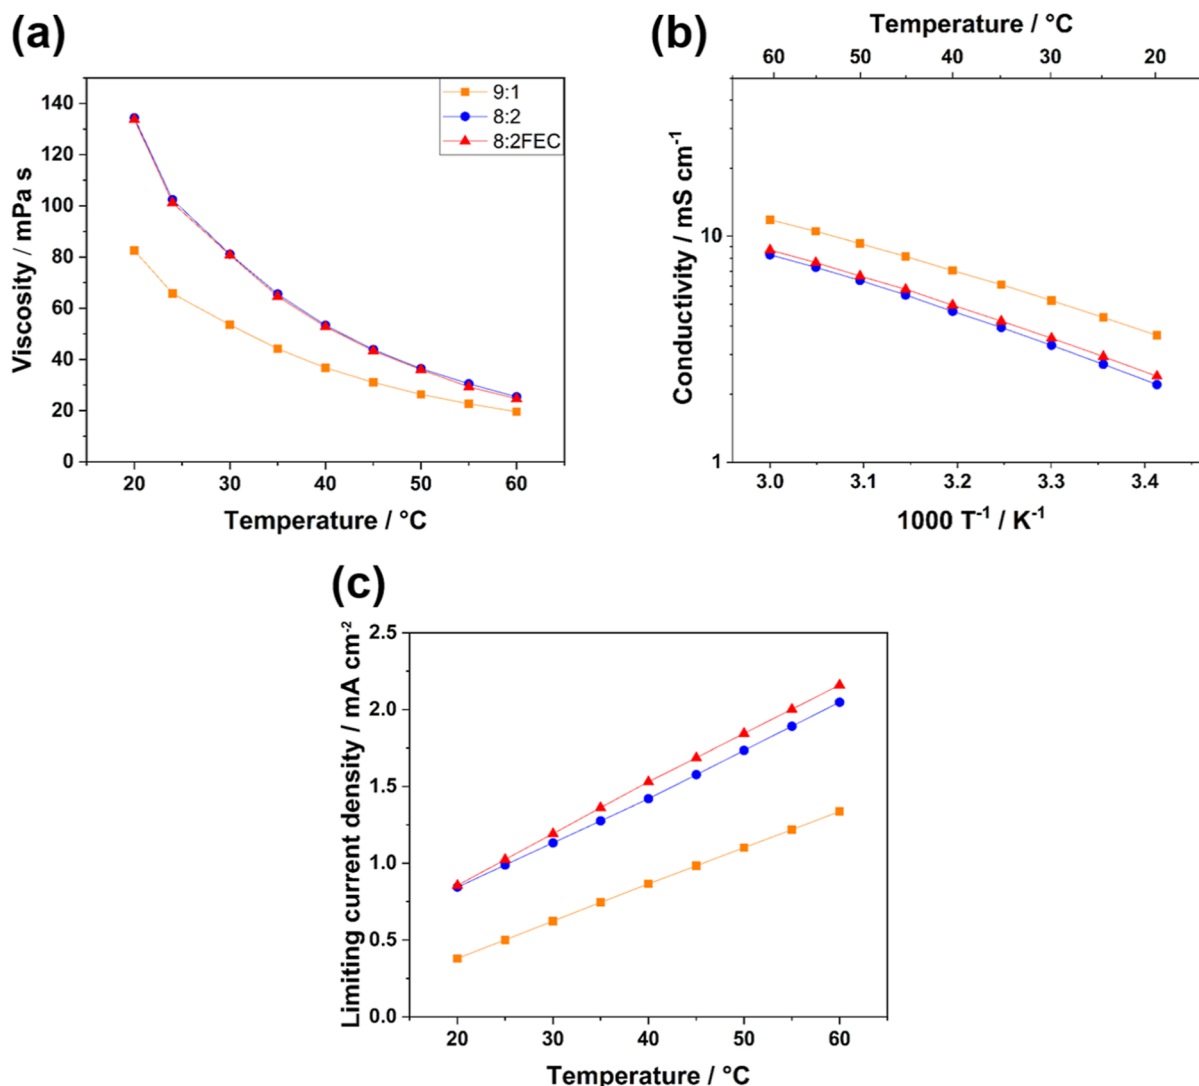 (a)
Viscosity / mPa s
140
120
100
80
60
40
20
0
20 30 40 50 60
Temperature / °C
9:1
8:2
8:2FEC
(b)
Temperature / °C
60 50 40 30 20
Conductivity / mS cm⁻¹
10
1
3.0 3.1 3.2 3.3 3.4
1000 T⁻¹ / K⁻¹
(c)
Limiting current density / mA cm⁻²
2.5
2.0
1.5
1.0
0.5
0.0
20 30 40 50 60
Temperature / °C